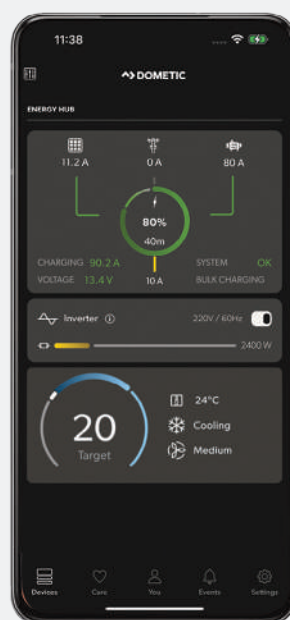 11:38
DOMETIC
ENERGY HUB
11.2 A
0 A
80 A
80%
40m
CHARGING 90.2 A
SYSTEM OK
VOLTAGE 13.4 V
10 A
BULK CHARGING
Inverter
220V / 60Hz
2400 W
20
Target
24°C
Cooling
Medium
Devices
Care
You
Events
Settings